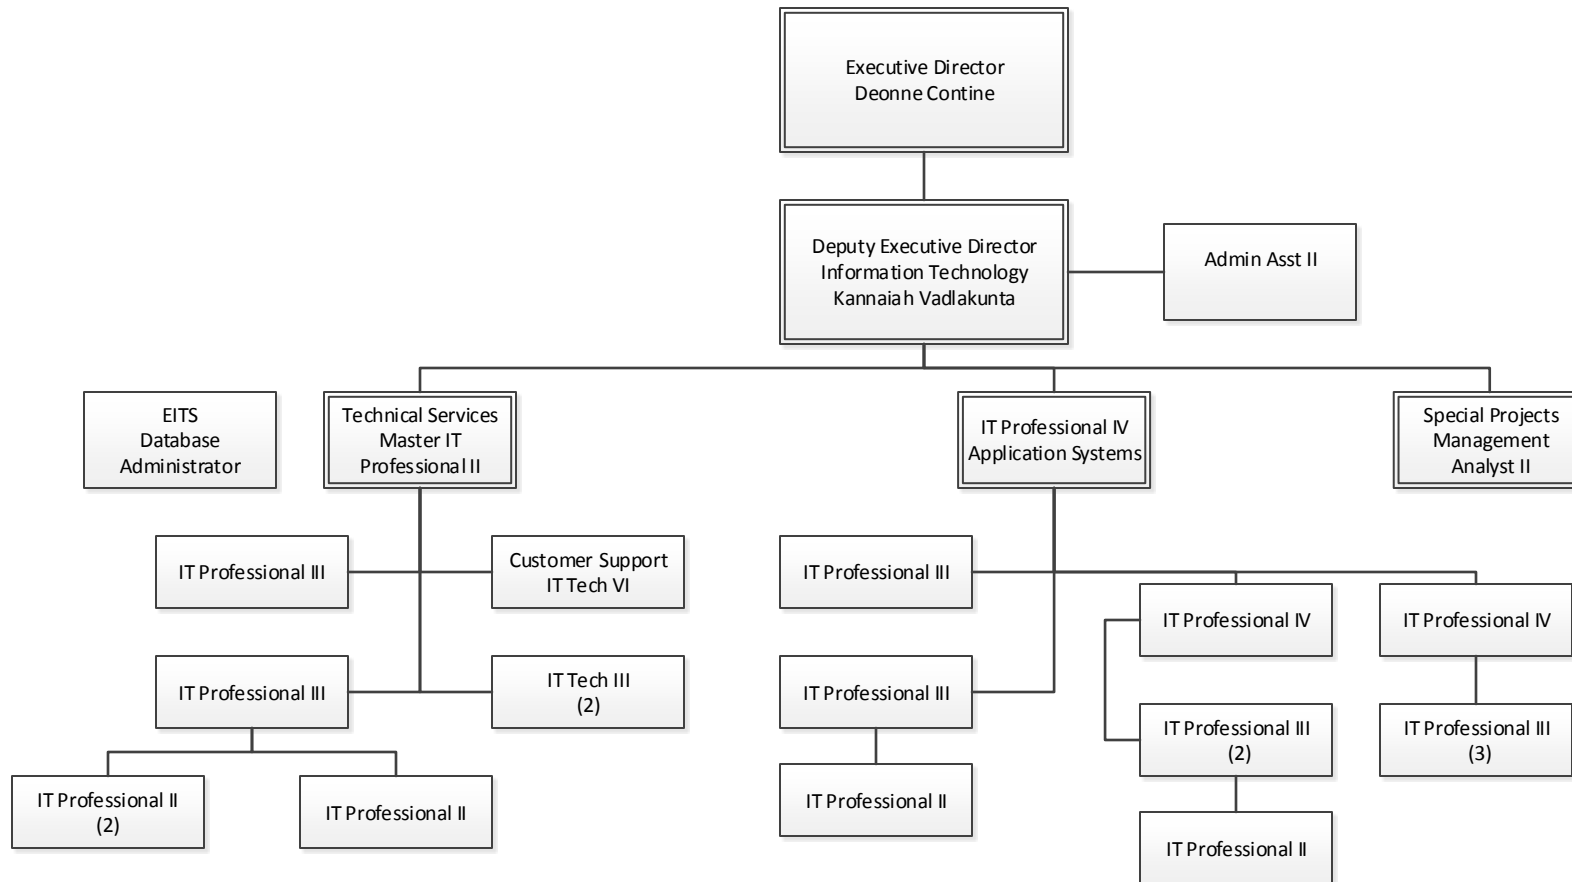 Executive Director
Deonne Contine
Deputy Executive Director
Information Technology
Kannaiah Vadlakunta
Admin Asst II
EITS
Database
Administrator
Technical Services
Master IT
Professional II
IT Professional IV
Application Systems
Special Projects
Management
Analyst II
IT Professional III
Customer Support
IT Tech VI
IT Professional III
IT Professional IV
IT Professional IV
IT Professional III
IT Tech III
(2)
IT Professional III
IT Professional III
(2)
IT Professional III
(3)
IT Professional II
(2)
IT Professional II
IT Professional II
IT Professional II